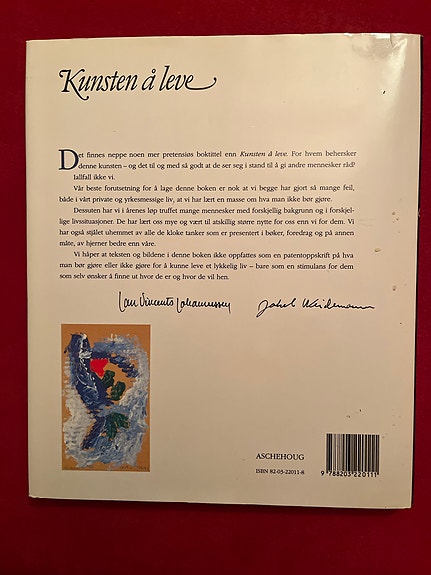 Kunsten å leve
Det finnes neppe noen mer pretensiøs boktittel enn Kunsten å leve. For hvem behersker
denne kunsten – og det til og med så godt at de ser seg i stand til å gi andre mennesker råd?
Iallfall ikke vi.
Vår beste forutsetning for å lage denne boken er nok at vi begge har gjort så mange feil,
både i vårt private og yrkesmessige liv, at vi har lært en masse om hva man ikke bør gjøre.
Dessuten har vi i årenes løp truffet mange mennesker med forskjellig bakgrunn og i forskjel-
lige livssituasjoner. De har lært oss mye og vært til atskillig større nytte for oss enn vi for dem. Vi
har også stjålet uhemmet av alle de kloke tanker som er presentert i bøker, foredrag og på annen
måte, av hjerner bedre enn våre.
Vi håper at teksten og bildene i denne boken ikke oppfattes som en patentoppskrift på hva
man bør gjøre eller ikke gjøre for å kunne leve et lykkelig liv – bare som en stimulans for dem
som selv ønsker å finne ut hvor de er og hvor de vil hen.
Jan Vincents Johannessen Jakob Weidemann
ASCHEHOUG
ISBN 82-03-22011-8
9 788203 220111